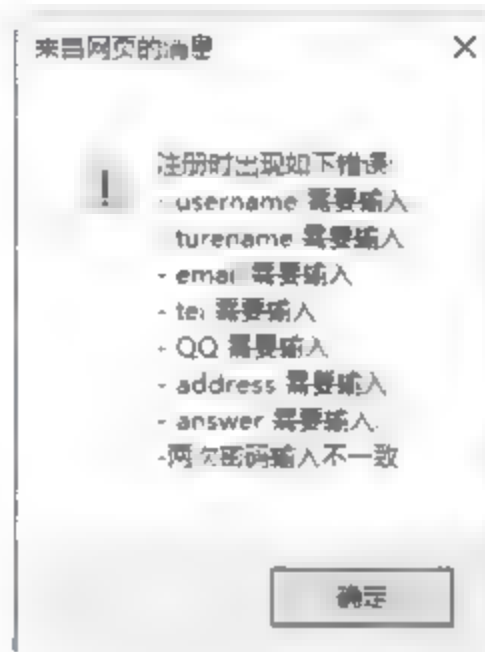 来自网页的消息
注册时出现如下错误:
- username 需要输入
turename 需要输入
- email 需要输入
- tel 需要输入
- QQ 需要输入
- address 需要输入
- answer 需要输入.
-两次密码输入不一致
确定